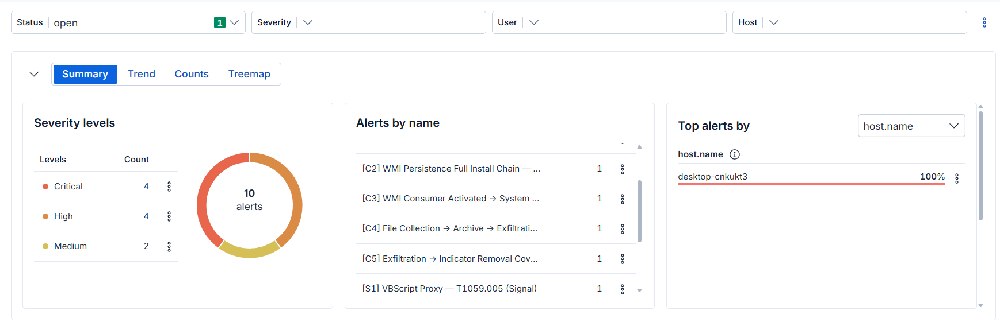 Status open 1 Severity User Host
Summary Trend Counts Treemap
Severity levels
Levels Count
Critical 4
High 4
Medium 2
10
alerts
Alerts by name
[C2] WMI Persistence Full Install Chain — ... 1
[C3] WMI Consumer Activated → System ... 1
[C4] File Collection → Archive → Exfiltrati... 1
[C5] Exfiltration → Indicator Removal Cov... 1
[S1] VBScript Proxy — T1059.005 (Signal) 1
Top alerts by host.name
host.name
desktop-cnkukt3 100%